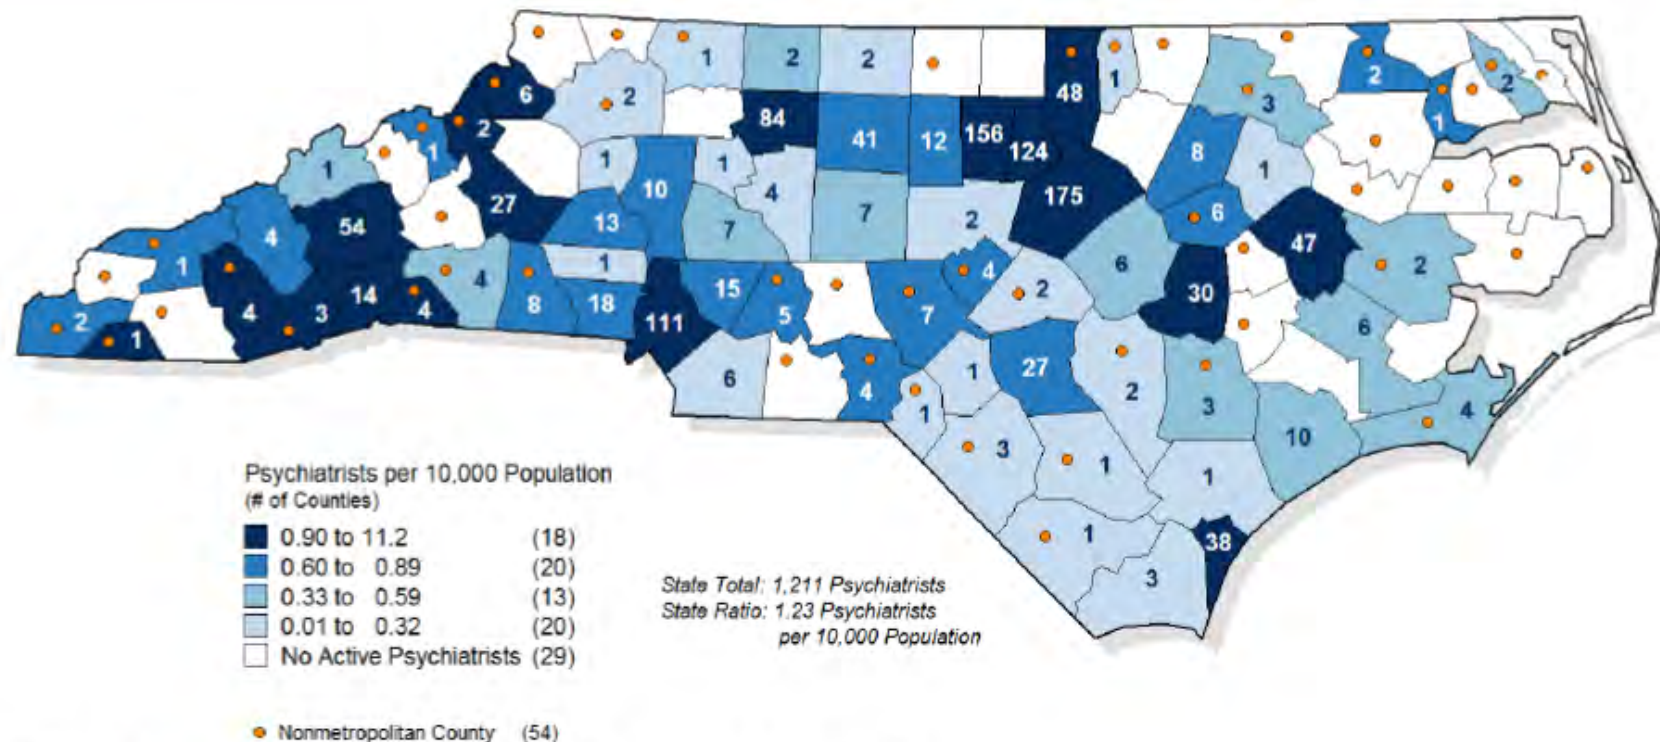 1 2 2
6 2 48 1 3 2 2
84
2 41 12 156 124 1
1 1 1 1 8 1
10 4
27 175
54 13 7 7 2 6 47
4
1 4 1 6 2
4 3 14 4 8 18 15 5 7 4 2 30
2 1 111 6
6 4 1 27 2 3 4
1 10
3 1 1
1 38
3
Psychiatrists per 10,000 Population
(# of Counties)
0.90 to 11.2 (18)
0.60 to 0.89 (20)
0.33 to 0.59 (13)
0.01 to 0.32 (20)
No Active Psychiatrists (29)
State Total: 1,211 Psychiatrists
State Ratio: 1.23 Psychiatrists
per 10,000 Population
Nonmetropolitan County (54)